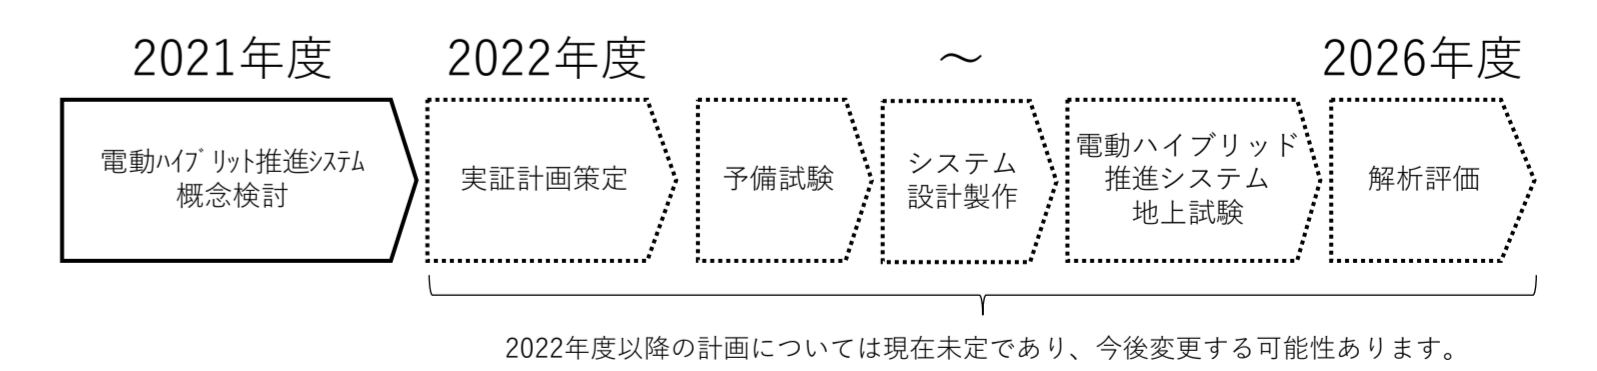 2021年度
2022年度
～
2026年度
電動ﾊｲﾌﾞﾘｯﾄ推進ｼｽﾃﾑ
概念検討
実証計画策定
予備試験
システム
設計製作
電動ハイブリッド
推進システム
地上試験
解析評価
2022年度以降の計画については現在未定であり、今後変更する可能性あります。